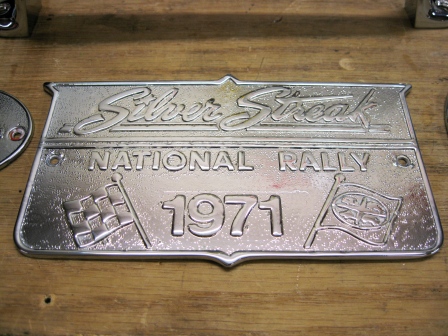 Silver Streak
NATIONAL RALLY
1971